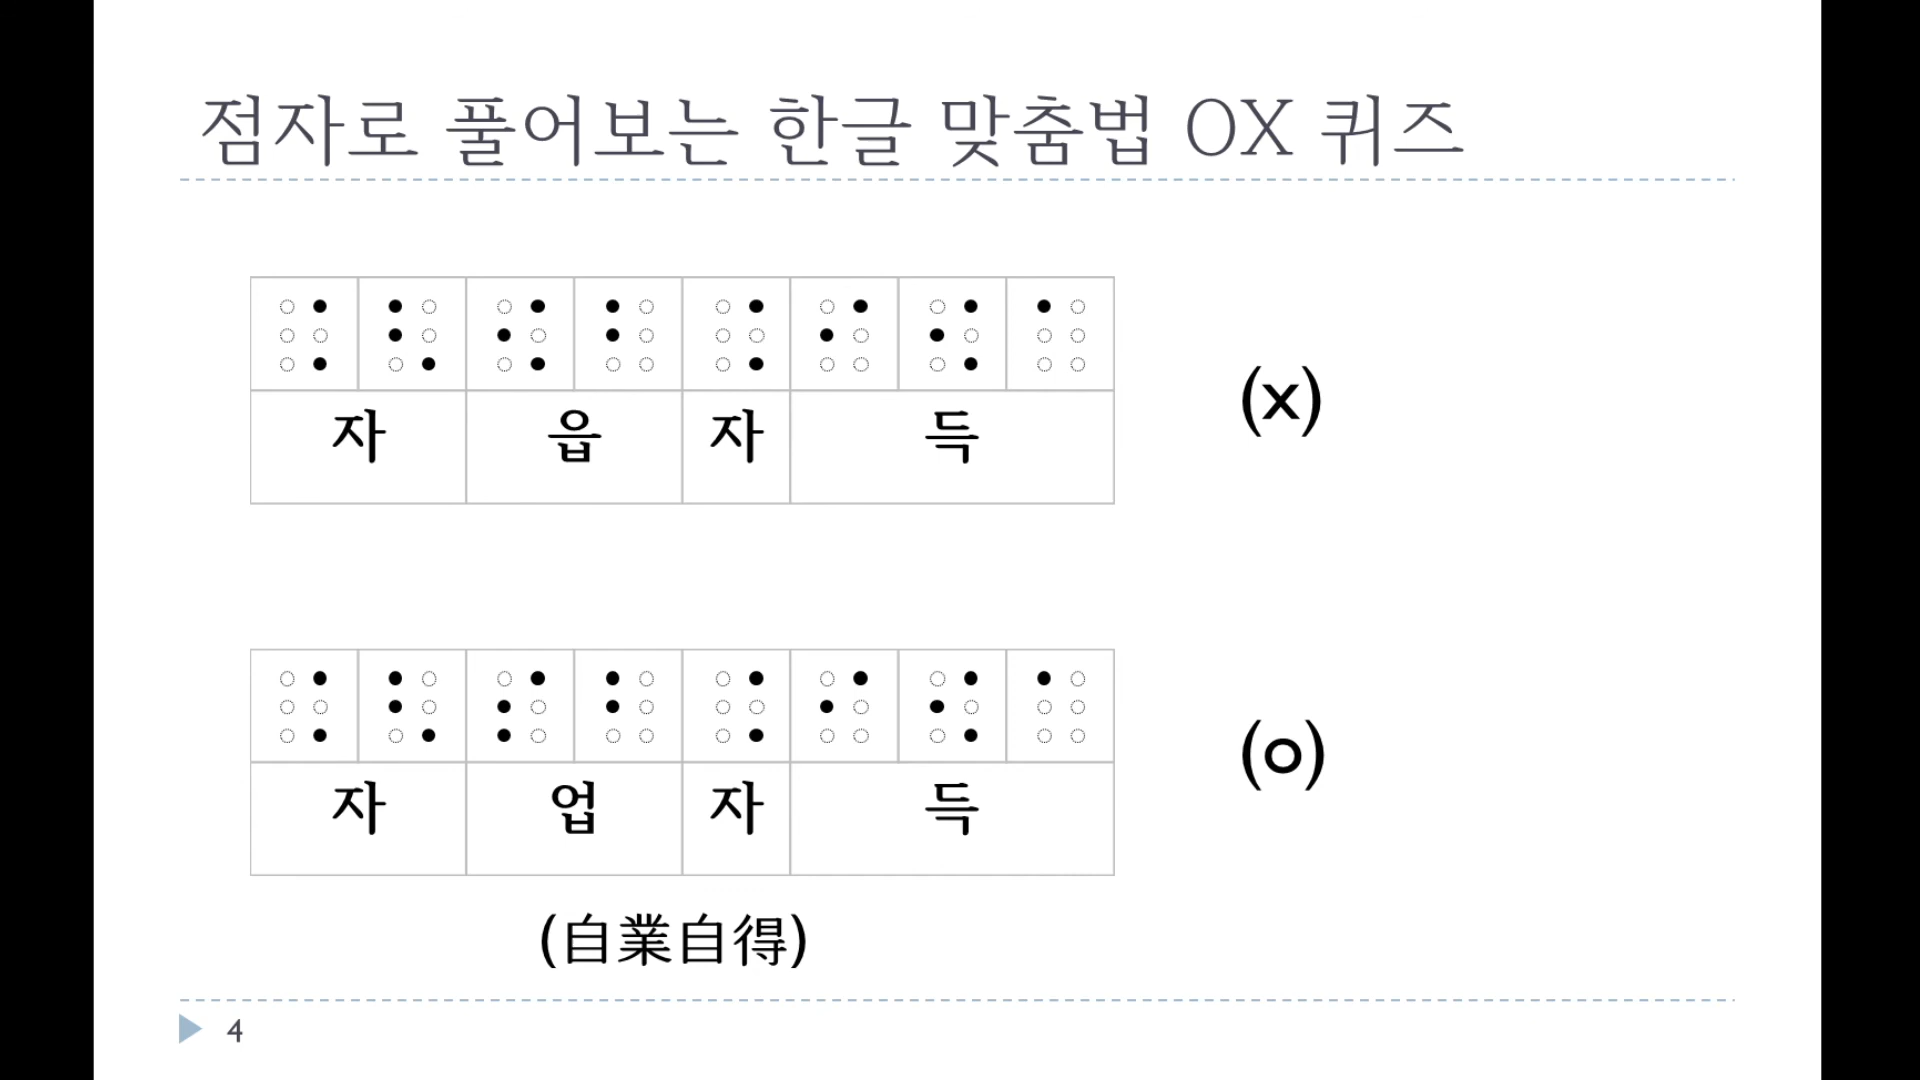 점자로 풀어보는 한글 맞춤법 OX 퀴즈
⠨⠣⠪⠃⠨⠊⠪⠁
자 읍 자 득
(x)
⠨⠣⠎⠃⠨⠊⠪⠁
자 업 자 득
(o)
(自業自得)
4